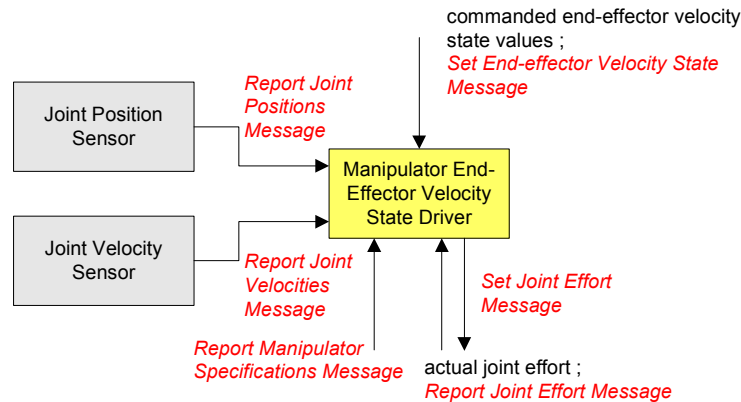 commanded end-effector velocity
state values ;
Set End-effector Velocity State
Message
Report Joint
Positions
Message
Joint Position
Sensor
Manipulator End-
Effector Velocity
State Driver
Joint Velocity
Sensor
Report Joint
Velocities
Message
Set Joint Effort
Message
Report Manipulator
Specifications Message
actual joint effort ;
Report Joint Effort Message